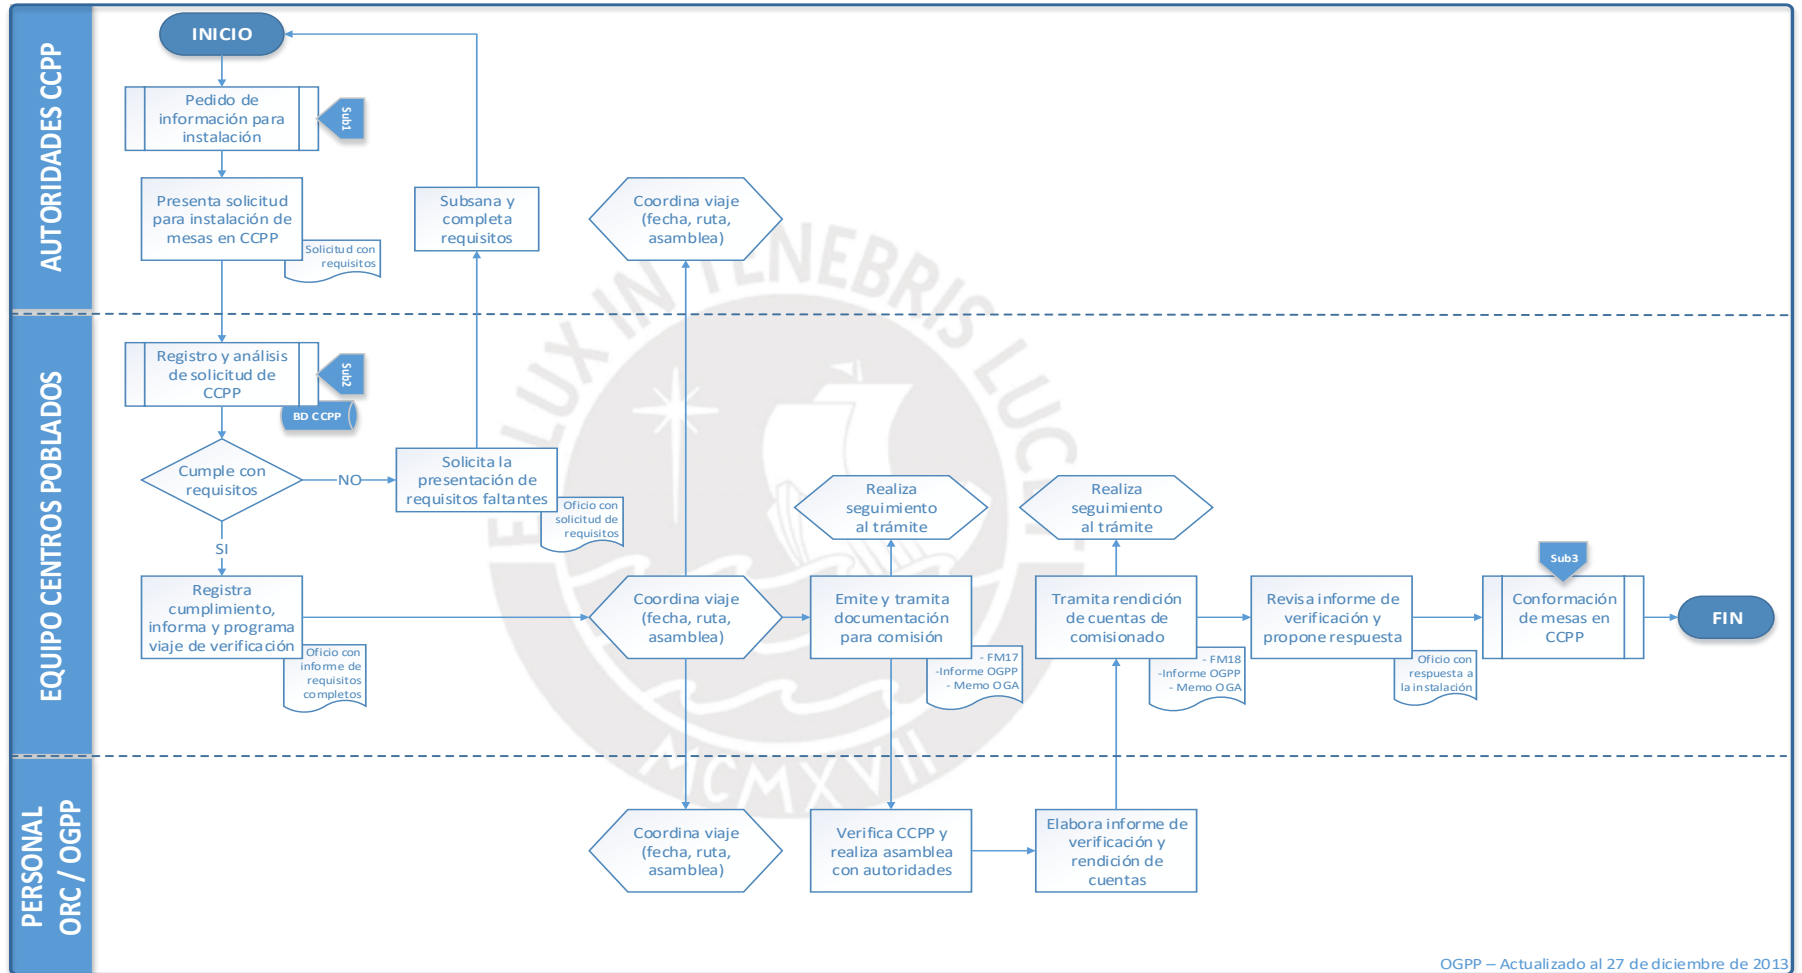 AUTORIDADES CCPP
INICIO
Pedido de
información para
instalación
Sub1
Presenta solicitud
para instalación de
mesas en CCPP
Solicitud con
requisitos
Subsana y
completa
requisitos
Coordina viaje
(fecha, ruta,
asamblea)
EQUIPO CENTROS POBLADOS
Registro y análisis
de solicitud de
CCPP
Sub2
BD CCPP
Cumple con
requisitos
NO
SI
Solicita la
presentación de
requisitos faltantes
Oficio con
solicitud de
requisitos
Registra
cumplimiento,
informa y programa
viaje de verificación
Oficio con
informe de
requisitos
completos
Coordina viaje
(fecha, ruta,
asamblea)
Realiza
seguimiento
al trámite
Emite y tramita
documentación
para comisión
- FM17
-Informe OGPP
- Memo OGA
Realiza
seguimiento
al trámite
Tramita rendición
de cuentas de
comisionado
- FM18
-Informe OGPP
- Memo OGA
Revisa informe de
verificación y
propone respuesta
Oficio con
respuesta a
la instalación
Sub3
Conformación
de mesas en
CCPP
FIN
PERSONAL
ORC / OGPP
Coordina viaje
(fecha, ruta,
asamblea)
Verifica CCPP y
realiza asamblea
con autoridades
Elabora informe de
verificación y
rendición de
cuentas
OGPP – Actualizado al 27 de diciembre de 2013
ET LUX IN TENEBRIS LUCET
MCMXVII